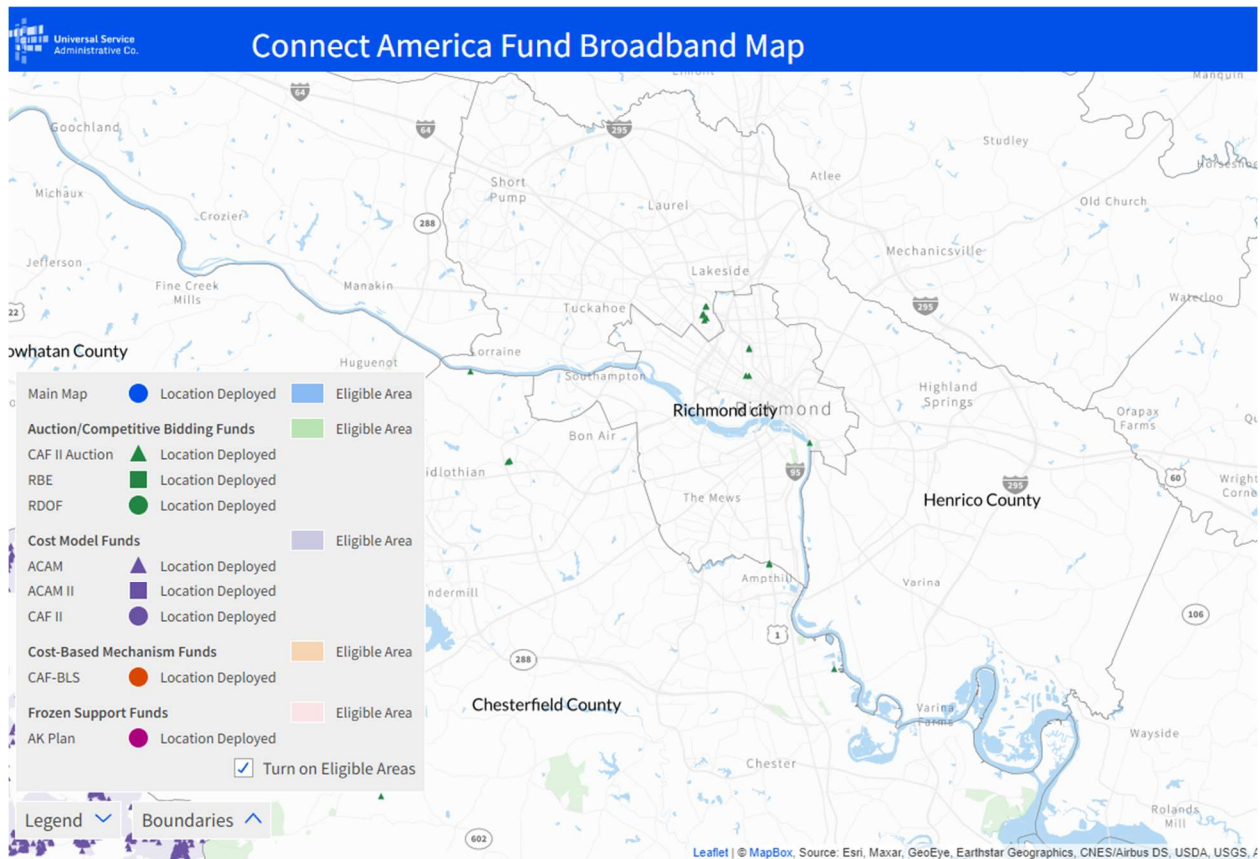 Universal Service
Administrative Co.
Connect America Fund Broadband Map
Manquin
64
Goochland
64
295
Studley
Horsesho
Atlee
Michaux
Short
Pump
Laurel
Old Church
Crozier
288
Mechanicsville
Jefferson
Lakeside
Fine Creek
Mills
Manakin
Waterloo
22
Tuckahoe
295
owhatan County
Huguenot
Lorraine
Southampton
Highland
Springs
Richmond city
Richmond
Orapax
Farms
Bon Air
idlothian
95
60
Wright
Corne
The Mews
295
Henrico County
Ampthill
Varina
ndermill
106
1
288
Chesterfield County
Varina
Farms
Wayside
Chester
Rolands
Mill
602
Main Map Location Deployed Eligible Area
Auction/Competitive Bidding Funds Eligible Area
CAF II Auction Location Deployed
RBE Location Deployed
RDOF Location Deployed
Cost Model Funds Eligible Area
ACAM Location Deployed
ACAM II Location Deployed
CAF II Location Deployed
Cost-Based Mechanism Funds Eligible Area
CAF-BLS Location Deployed
Frozen Support Funds Eligible Area
AK Plan Location Deployed
Turn on Eligible Areas
Legend Boundaries
Leaflet | © MapBox, Source: Esri, Maxar, GeoEye, Earthstar Geographics, CNES/Airbus DS, USDA, USGS, A